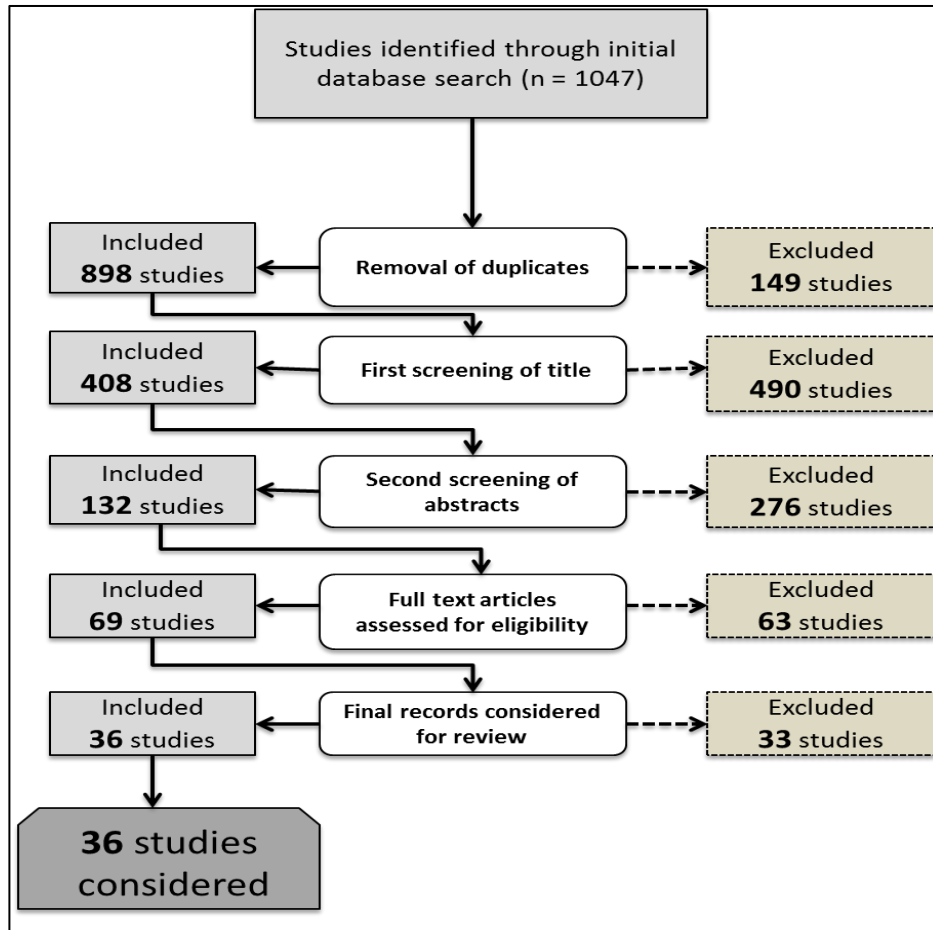 Studies identified through initial
database search (n = 1047)
Included
898 studies
Removal of duplicates
Excluded
149 studies
Included
408 studies
First screening of title
Excluded
490 studies
Included
132 studies
Second screening of
abstracts
Excluded
276 studies
Included
69 studies
Full text articles
assessed for eligibility
Excluded
63 studies
Included
36 studies
Final records considered
for review
Excluded
33 studies
36 studies
considered